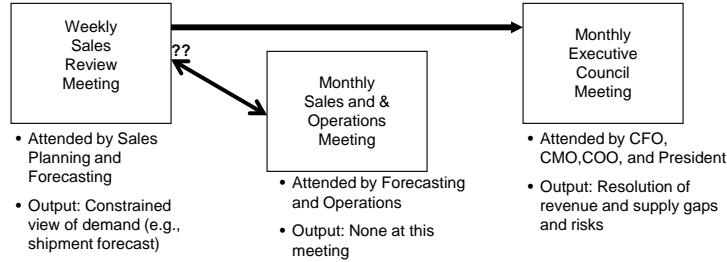 Weekly
Sales
Review
Meeting
??
Monthly
Sales and &
Operations
Meeting
Monthly
Executive
Council
Meeting
• Attended by Sales
Planning and
Forecasting
• Output: Constrained
view of demand (e.g.,
shipment forecast)
• Attended by Forecasting
and Operations
• Output: None at this
meeting
• Attended by CFO,
CMO,COO, and President
• Output: Resolution of
revenue and supply gaps
and risks